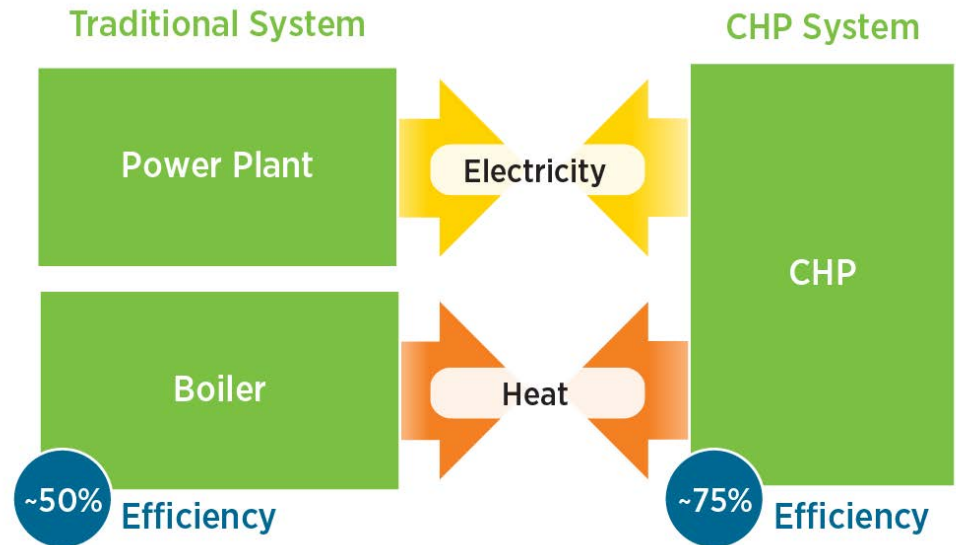 Traditional System
CHP System
Power Plant
Electricity
CHP
Boiler
Heat
~50%
Efficiency
~75%
Efficiency